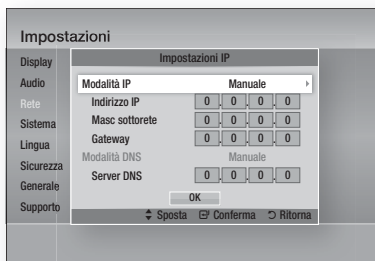 Impostazioni
Display
Audio
Rete
Sistema
Lingua
Sicurezza
Generale
Supporto
Impostazioni IP
Modalità IP Manuale
Indirizzo IP 0 . 0 . 0 . 0
Masc sottorete 0 . 0 . 0 . 0
Gateway 0 . 0 . 0 . 0
Modalità DNS Manuale
Server DNS 0 . 0 . 0 . 0
OK
Sposta Conferma Ritorna